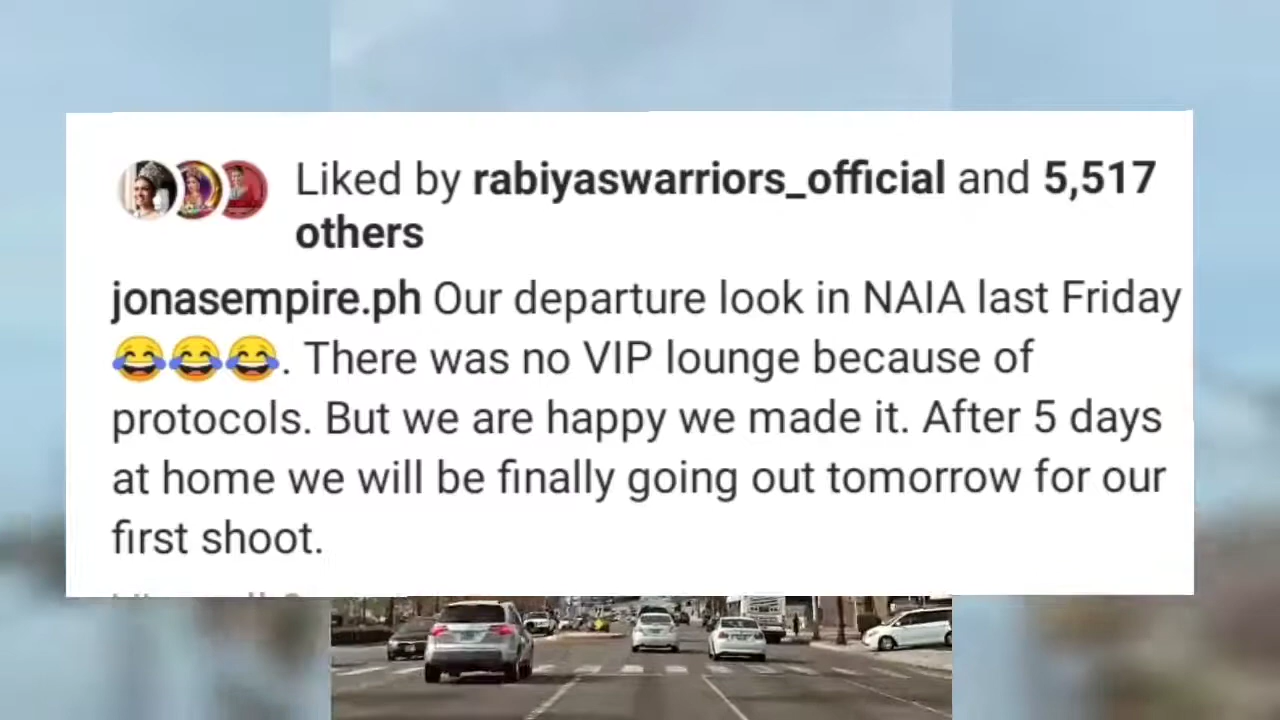 Liked by rabiyaswarriors_official and 5,517
others
jonasempire.ph Our departure look in NAIA last Friday
😂😂😂. There was no VIP lounge because of
protocols. But we are happy we made it. After 5 days
at home we will be finally going out tomorrow for our
first shoot.